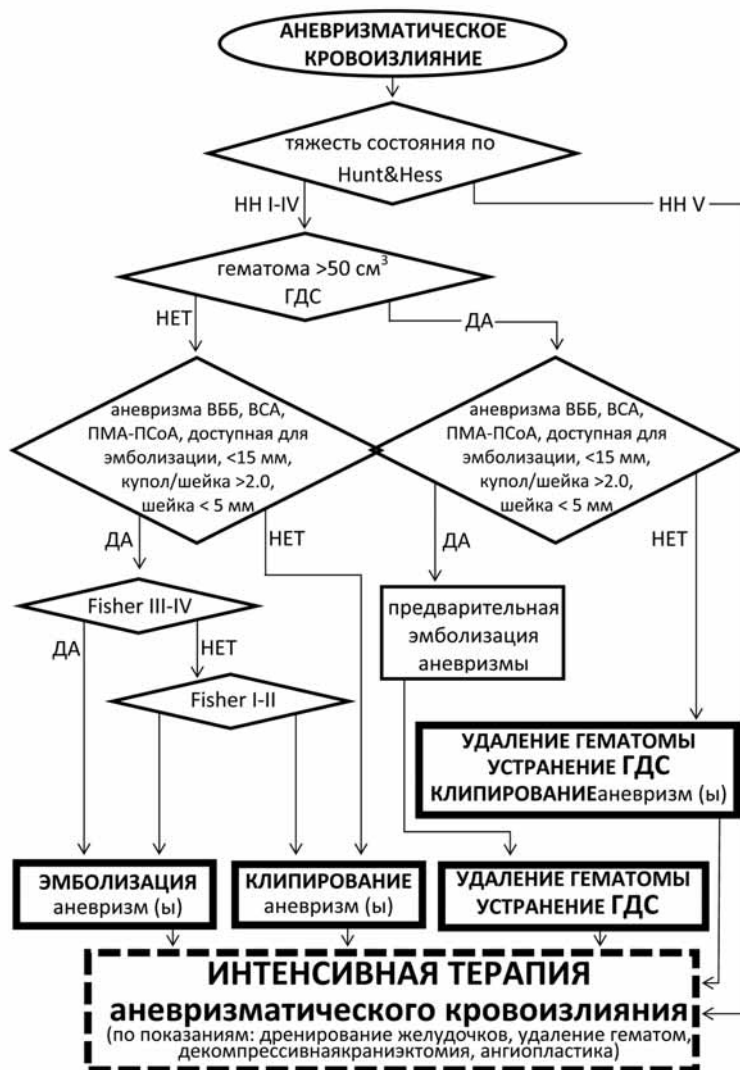 АНЕВРИЗМАТИЧЕСКОЕ
КРОВОИЗЛИЯНИЕ
тяжесть состояния по
Hunt&Hess
НН I-IV
НН V
гематома >50 см³
ГДС
НЕТ
ДА
аневризма ВББ, ВСА,
ПМА-ПСоА, доступная для
эмболизации, <15 мм,
купол/шейка >2.0,
шейка < 5 мм
аневризма ВББ, ВСА,
ПМА-ПСоА, доступная для
эмболизации, <15 мм,
купол/шейка >2.0,
шейка < 5 мм
ДА
НЕТ
ДА
НЕТ
Fisher III-IV
предварительная
эмболизация
аневризмы
ДА
НЕТ
Fisher I-II
УДАЛЕНИЕ ГЕМАТОМЫ
УСТРАНЕНИЕ ГДС
КЛИПИРОВАНИЕаневризм (ы)
ЭМБОЛИЗАЦИЯ
аневризм (ы)
КЛИПИРОВАНИЕ
аневризм (ы)
УДАЛЕНИЕ ГЕМАТОМЫ
УСТРАНЕНИЕ ГДС
ИНТЕНСИВНАЯ ТЕРАПИЯ
аневризматического кровоизлияния
(по показаниям: дренирование желудочков, удаление гематом,
декомпрессивнаякраниэктомия, ангиопластика)